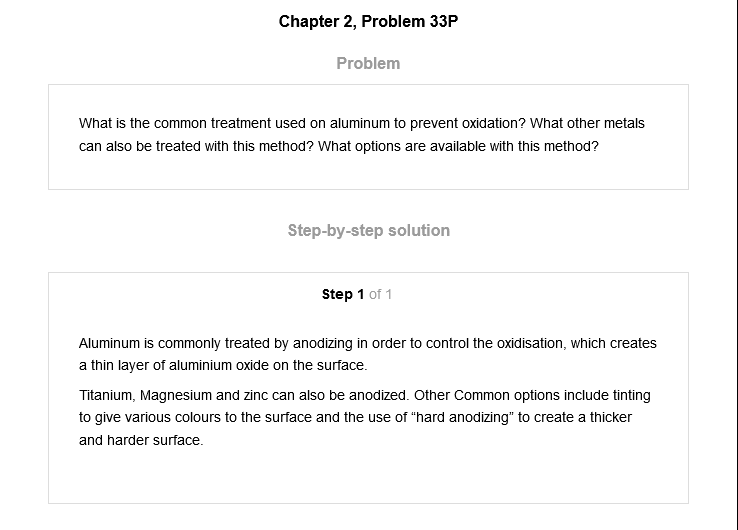 Chapter 2, Problem 33P
Problem
What is the common treatment used on aluminum to prevent oxidation? What other metals
can also be treated with this method? What options are available with this method?
Step-by-step solution
Step 1 of 1
Aluminum is commonly treated by anodizing in order to control the oxidisation, which creates
a thin layer of aluminium oxide on the surface.
Titanium, Magnesium and zinc can also be anodized. Other Common options include tinting
to give various colours to the surface and the use of “hard anodizing” to create a thicker
and harder surface.